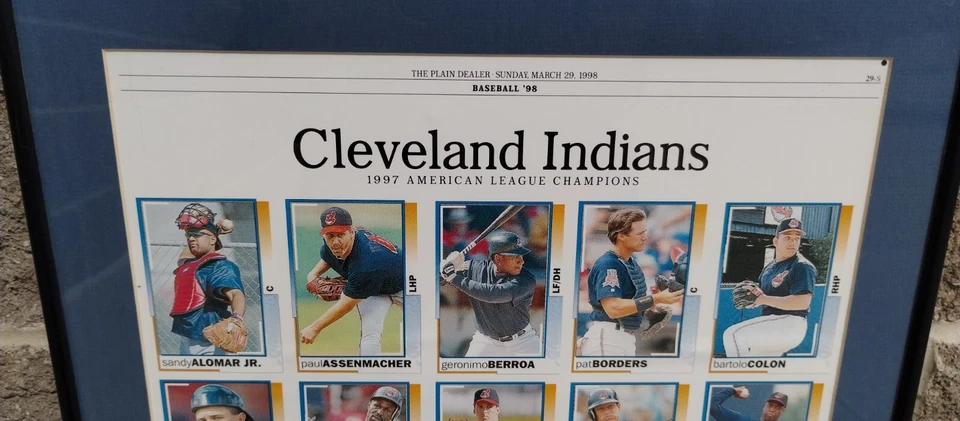 THE PLAIN DEALER · SUNDAY, MARCH 29, 1998
29-S
BASEBALL '98
Cleveland Indians
1997 AMERICAN LEAGUE CHAMPIONS
C
LHP
LF/DH
C
RHP
sandyALOMAR JR.
paulASSENMACHER
geronimoBERROA
patBORDERS
bartoloCOLON